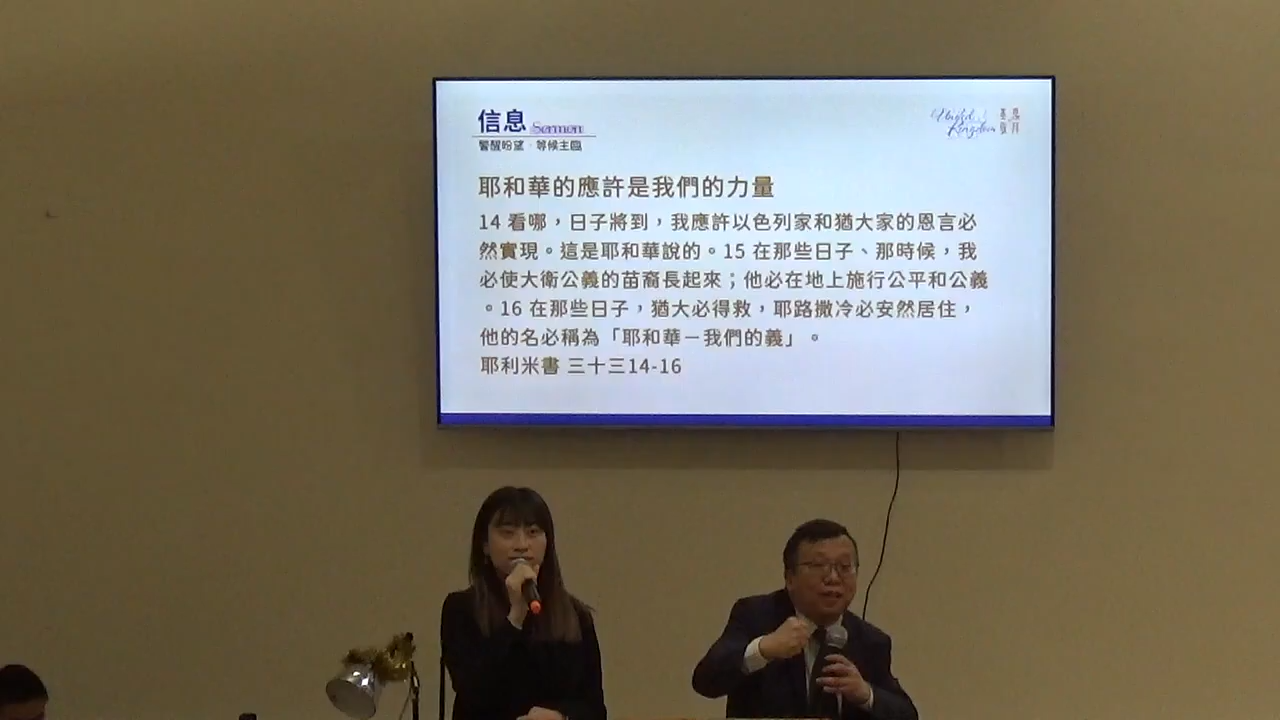 信息 Sermon
United Kingdom 基恩敬拜
警醒盼望．等候主臨
耶和華的應許是我們的力量
14 看哪，日子將到，我應許以色列家和猶大家的恩言必
然實現。這是耶和華說的。15 在那些日子、那時候，我
必使大衛公義的苗裔長起來；他必在地上施行公平和公義
。16 在那些日子，猶大必得救，耶路撒冷必安然居住，
他的名必稱為「耶和華－我們的義」。
耶利米書 三十三14-16